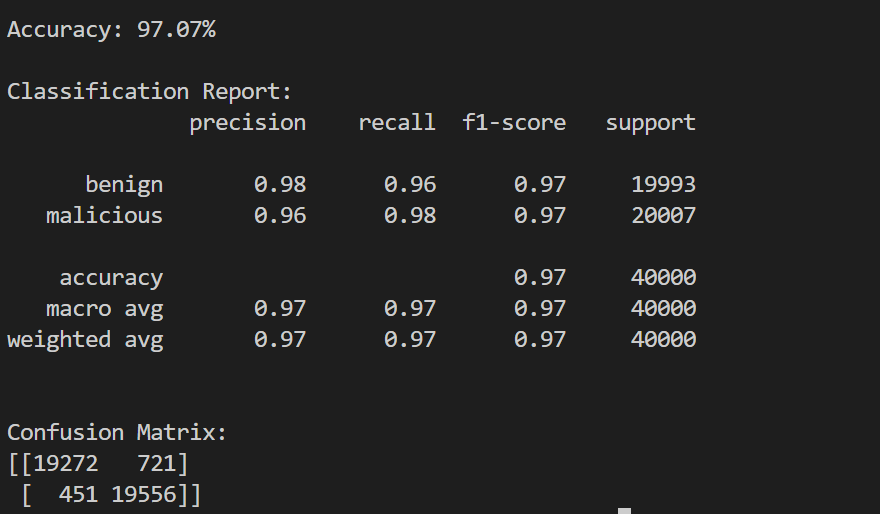 Accuracy: 97.07%
Classification Report:
precision recall f1-score support
benign 0.98 0.96 0.97 19993
malicious 0.96 0.98 0.97 20007
accuracy 0.97 40000
macro avg 0.97 0.97 0.97 40000
weighted avg 0.97 0.97 0.97 40000
Confusion Matrix:
[[19272 721]
[ 451 19556]]